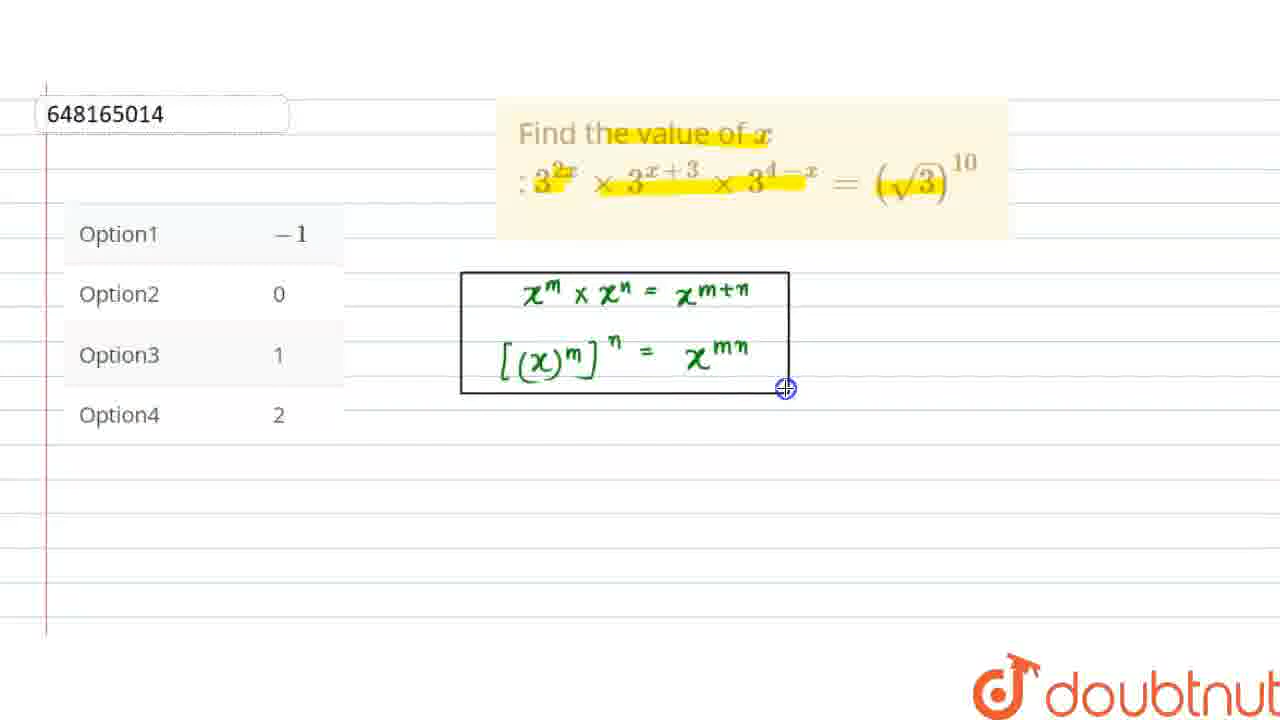 648165014
Find the value of x
: 3^{2x} × 3^{x+3} × 3^{4−x} = (√3)^{10}
Option1 −1
Option2 0
Option3 1
Option4 2
x^m × x^n = x^{m+n}
[(x)^m]^n = x^{mn}
doubtnut